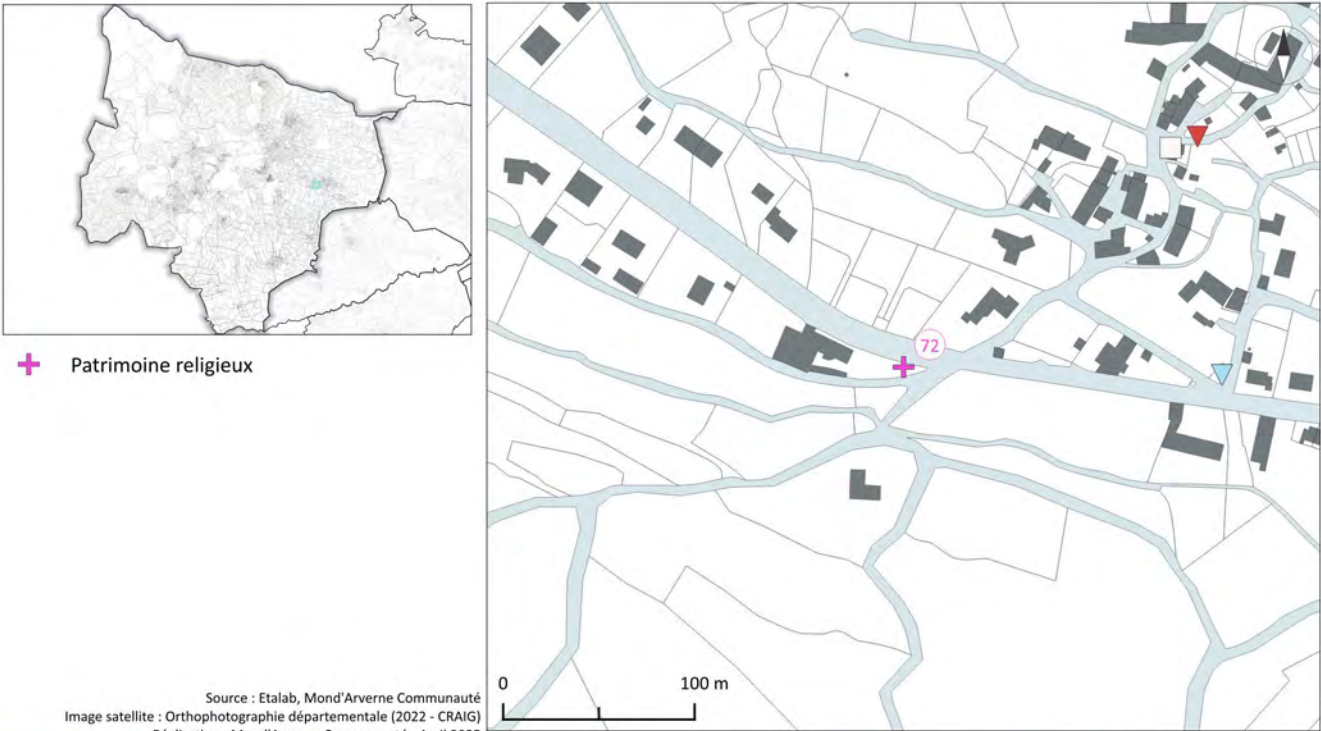 Patrimoine religieux
72
0 100 m
Source : Etalab, Mond'Arverne Communauté
Image satellite : Orthophotographie départementale (2022 - CRAIG)